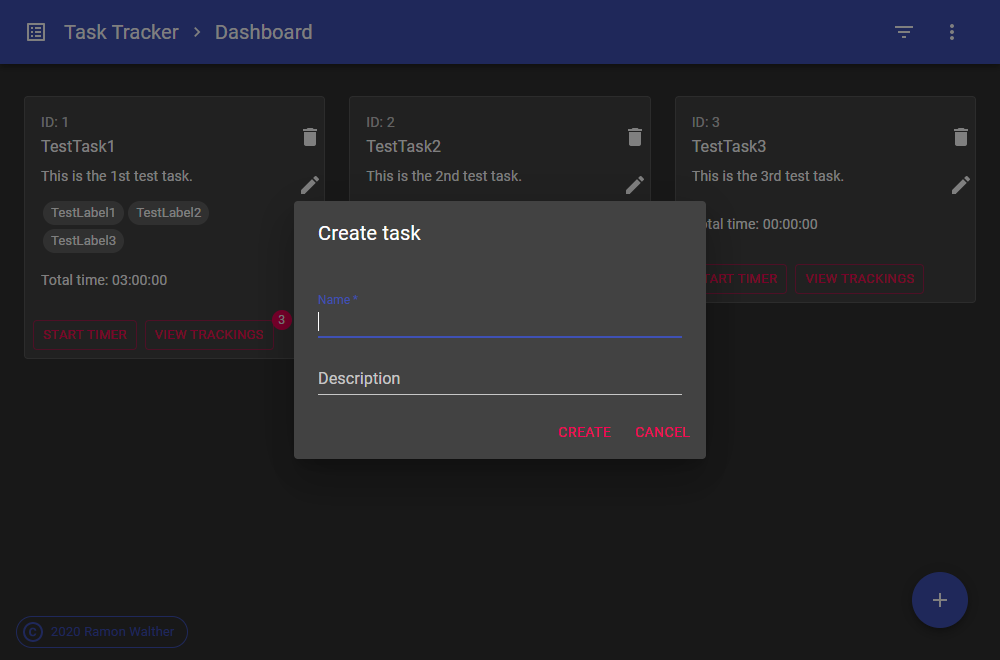 Task Tracker > Dashboard
ID: 1
TestTask1
This is the 1st test task.
TestLabel1 TestLabel2
TestLabel3
Total time: 03:00:00
START TIMER VIEW TRACKINGS 3
ID: 2
TestTask2
This is the 2nd test task.
ID: 3
TestTask3
This is the 3rd test task.
otal time: 00:00:00
TART TIMER VIEW TRACKINGS
Create task
Name *
Description
CREATE CANCEL
+
© 2020 Ramon Walther